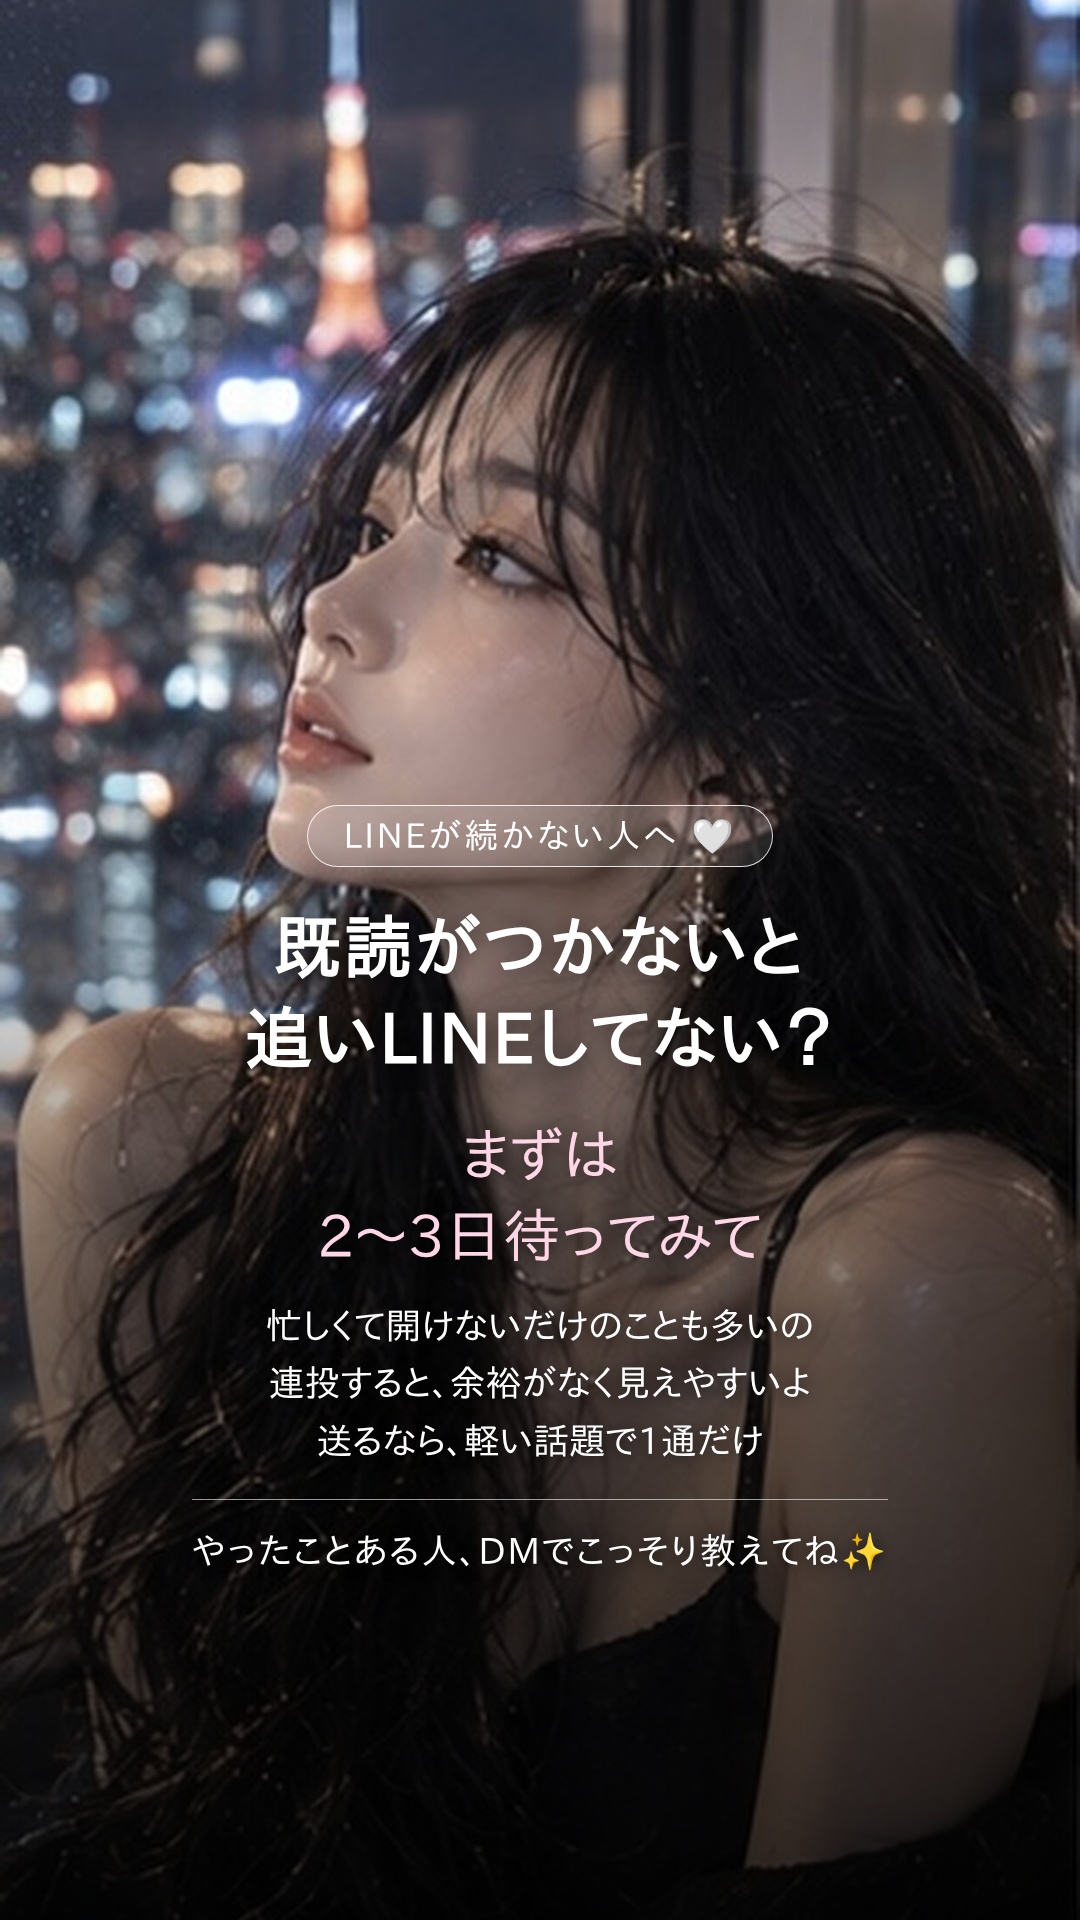 LINEが続かない人へ 🤍
既読がつかないと
追いLINEしてない？
まずは
2〜3日待ってみて
忙しくて開けないだけのことも多いの
連投すると、余裕がなく見えやすいよ
送るなら、軽い話題で1通だけ
やったことある人、DMでこっそり教えてね✨